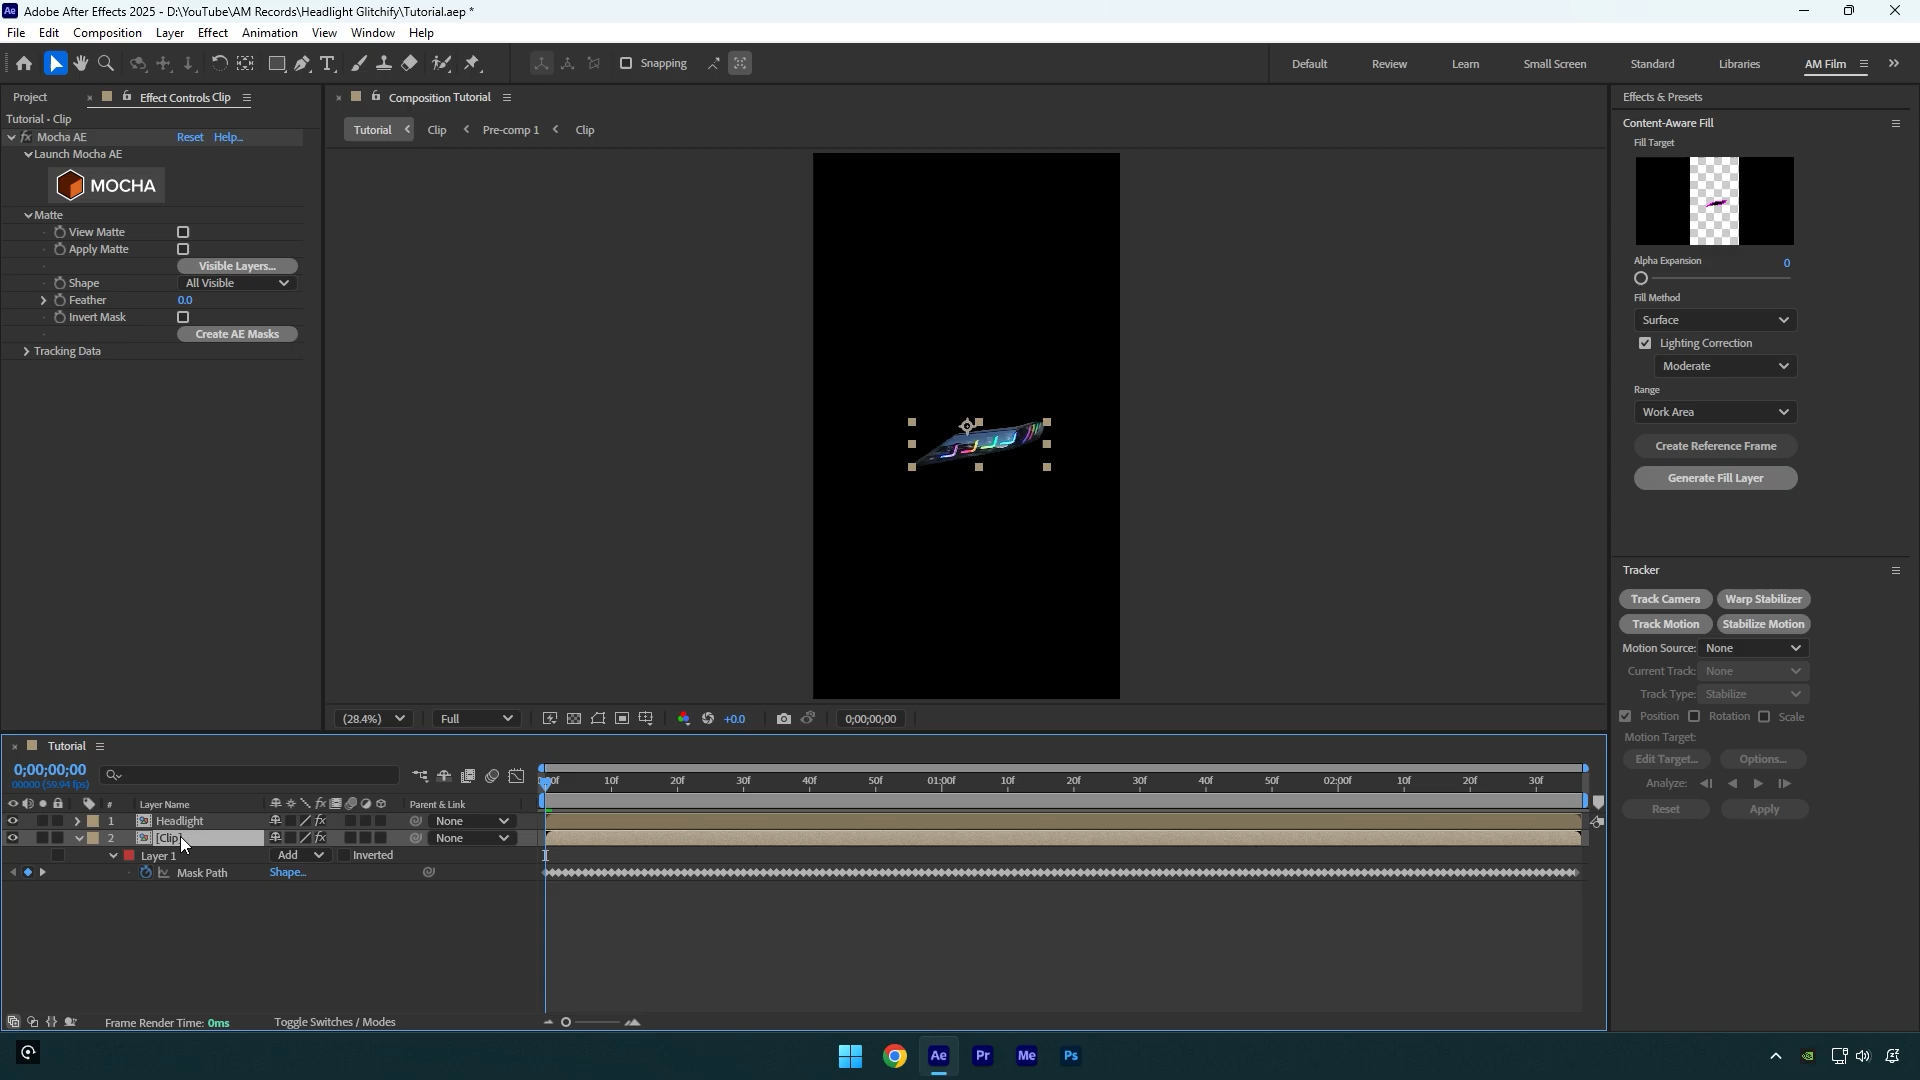 Adobe After Effects 2025 - D:\YouTube\AM Records\Headlight Glitchify\Tutorial.aep *
File Edit Composition Layer Effect Animation View Window Help
Snapping
Default Review Learn Small Screen Standard Libraries AM Film
Project
Effect Controls Clip
Tutorial - Clip
Mocha AE Reset Help...
Launch Mocha AE
MOCHA
Matte
View Matte
Apply Matte
Visible Layers...
Shape All Visible
Feather 0.0
Invert Mask
Create AE Masks
Tracking Data
Composition Tutorial
Tutorial Clip Pre-comp 1 Clip
(28.4%) Full +0.0 0;00;00;00
Effects & Presets
Content-Aware Fill
Fill Target
Alpha Expansion 0
Fill Method
Surface
Lighting Correction
Moderate
Range
Work Area
Create Reference Frame
Generate Fill Layer
Tracker
Track Camera Warp Stabilizer
Track Motion Stabilize Motion
Motion Source: None
Current Track: None
Track Type: Stabilize
Position Rotation Scale
Motion Target:
Edit Target... Options...
Analyze:
Reset Apply
Tutorial
0;00;00;00
00000 (59.94 fps)
10f 20f 30f 40f 50f 01:00f 10f 20f 30f 40f 50f 02:00f 10f 20f 30f
# Layer Name fx Parent & Link
1 Headlight fx None
2 [Clip] fx None
Layer 1 Add Inverted
Mask Path Shape...
Frame Render Time: 0ms Toggle Switches / Modes
Ae Pr Me Ps